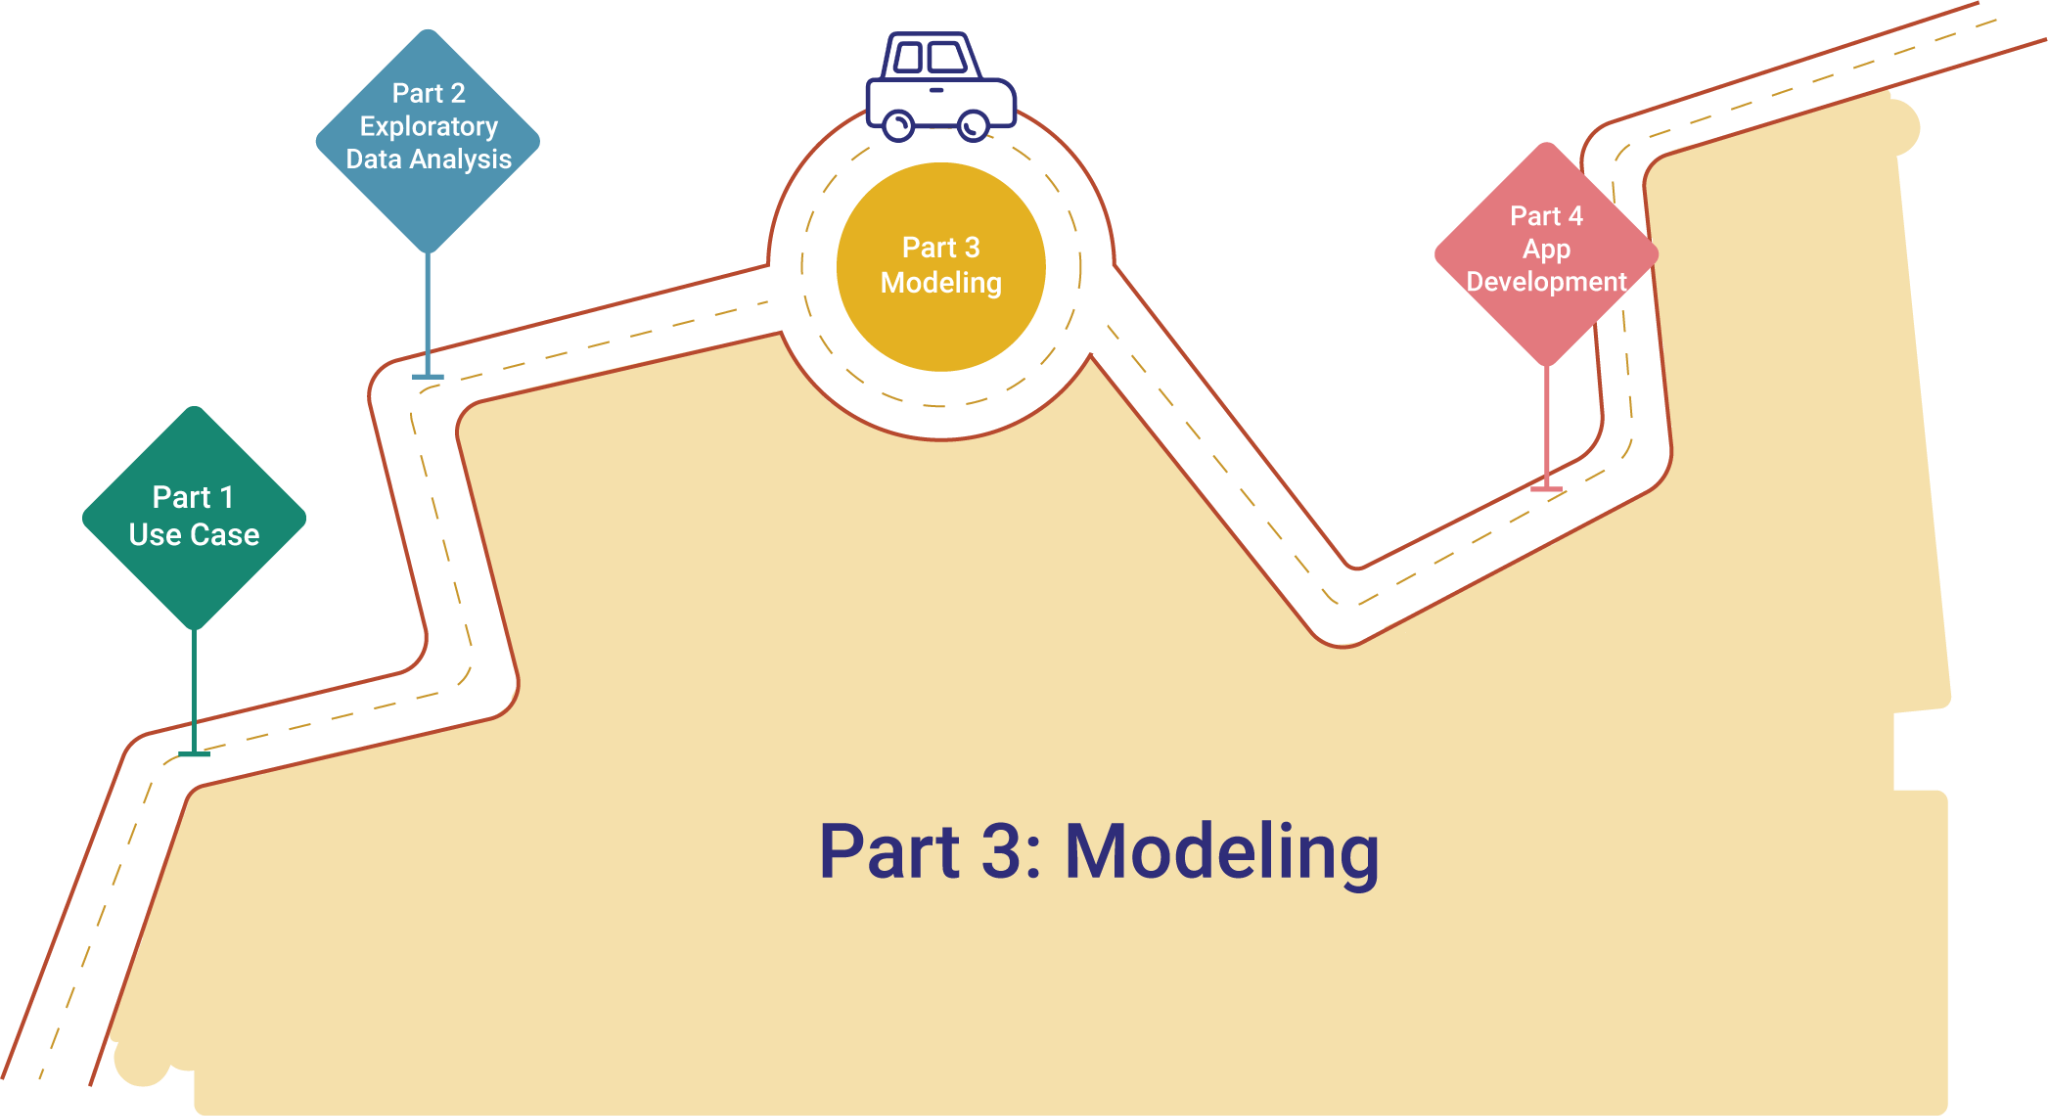 Part 1
Use Case
Part 2
Exploratory
Data Analysis
Part 3
Modeling
Part 4
App
Development
Part 3: Modeling